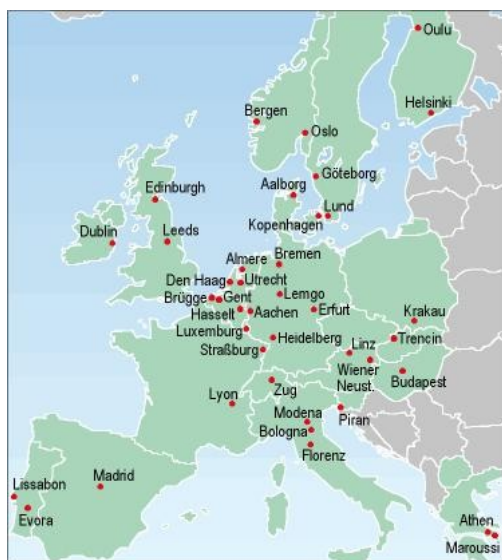 Oulu
Helsinki
Bergen
Oslo
Göteborg
Aalborg
Edinburgh
Lund
Kopenhagen
Dublin
Leeds
Almere
Bremen
Den Haag
Utrecht
Brügge
Gent
Lemgo
Hasselt
Aachen
Erfurt
Krakau
Luxemburg
Heidelberg
Linz
Trencin
Straßburg
Wiener
Neust.
Budapest
Lyon
Zug
Modena
Piran
Bologna
Florenz
Lissabon
Madrid
Evora
Athen
Maroussi